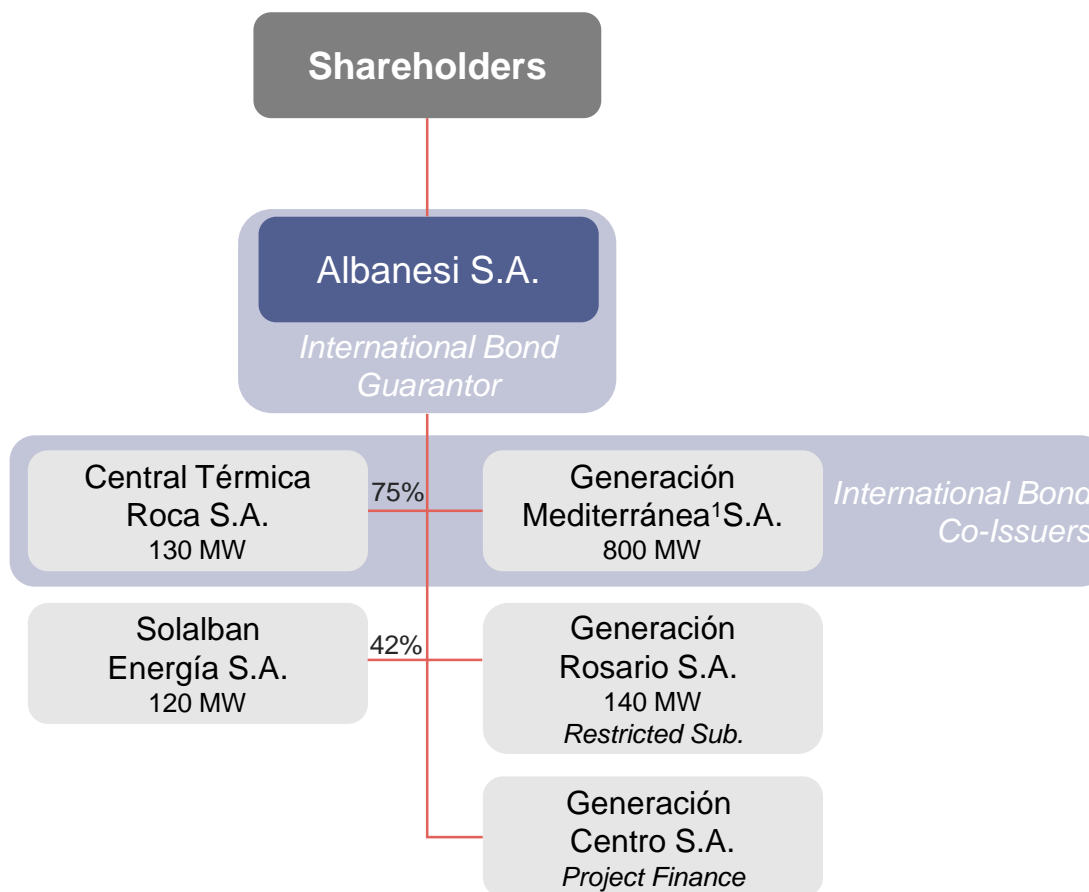 Shareholders
Albanesi S.A.
International Bond
Guarantor
Central Térmica
Roca S.A.
130 MW
75%
Generación
Mediterránea¹S.A.
800 MW
International Bond
Co-Issuers
Solalban
Energía S.A.
120 MW
42%
Generación
Rosario S.A.
140 MW
Restricted Sub.
Generación
Centro S.A.
Project Finance